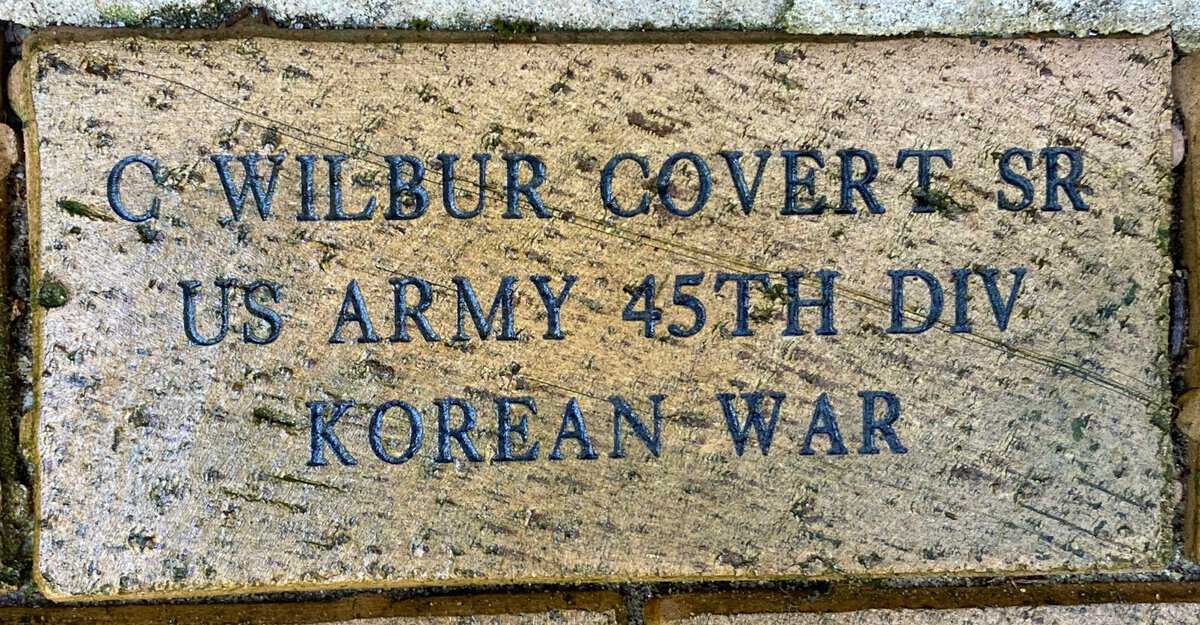 C WILBUR COVERT SR
US ARMY 45TH DIV
KOREAN WAR